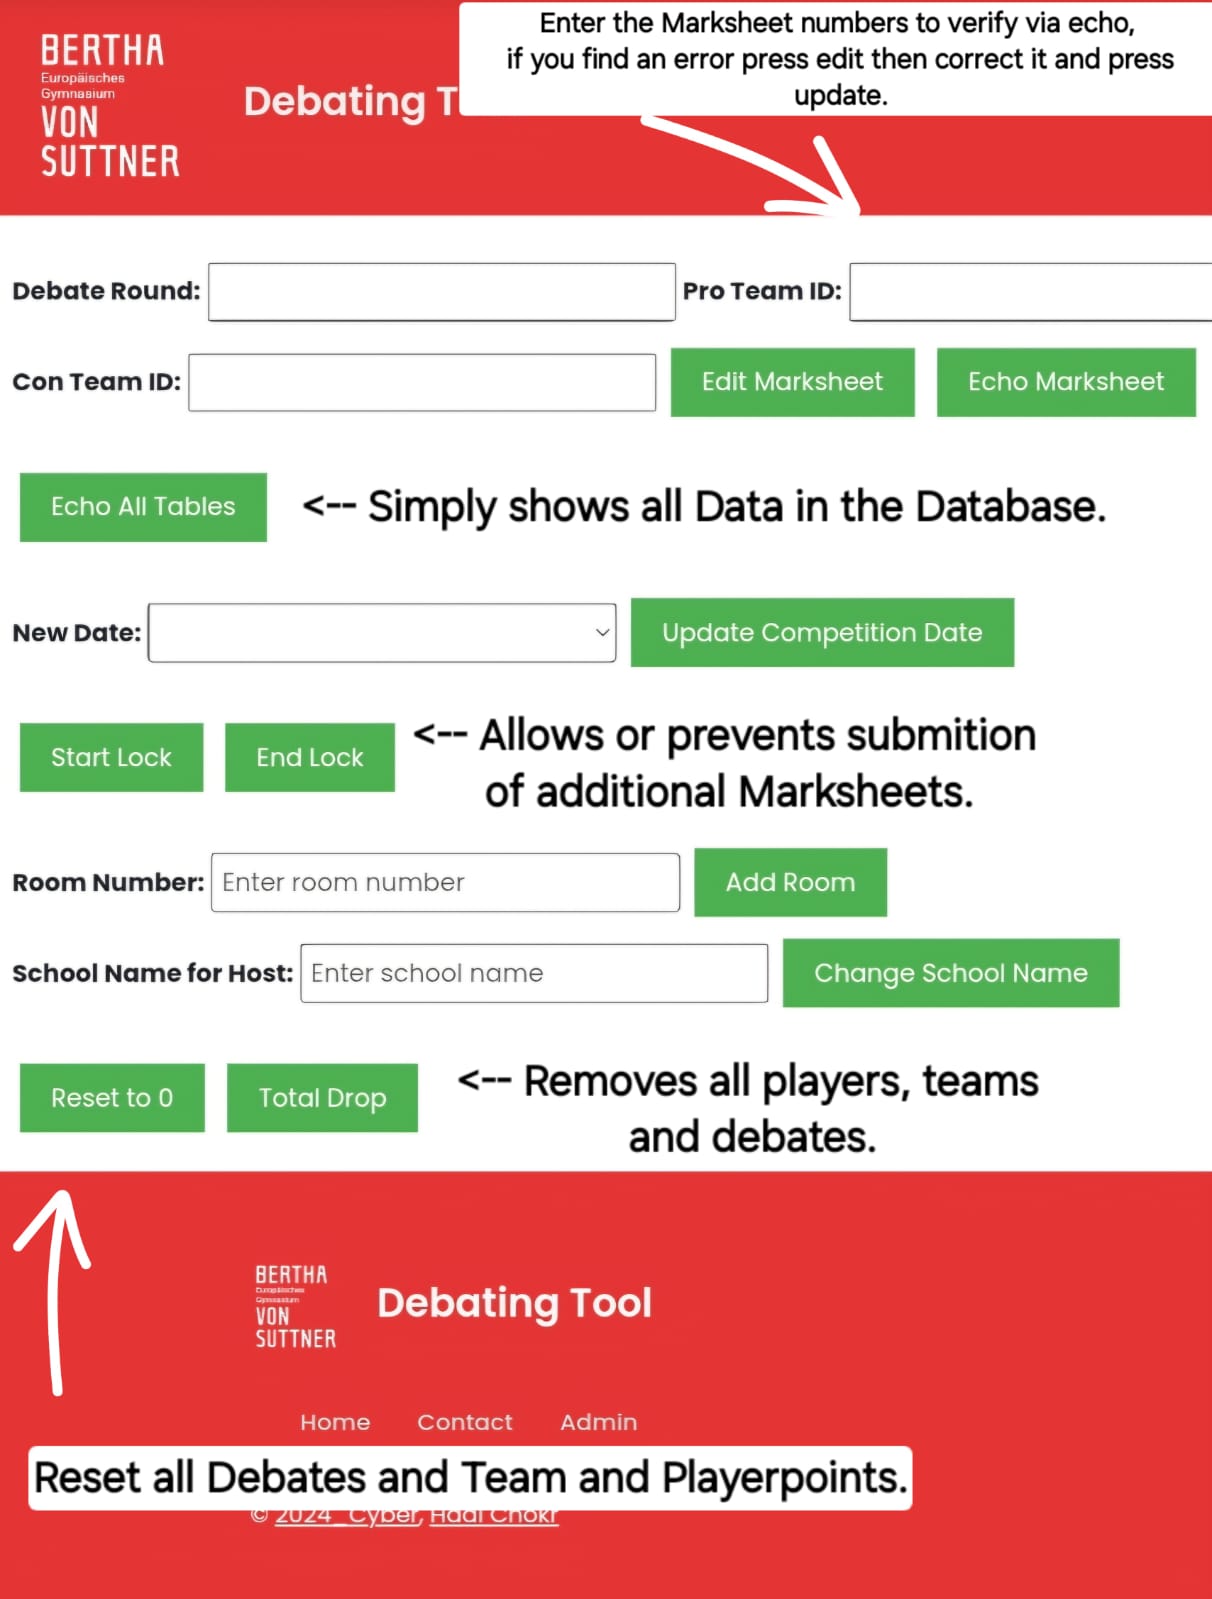 BERTHA
Europäisches
Gymnasium
VON
SUTTNER
Debating T
Enter the Marksheet numbers to verify via echo,
if you find an error press edit then correct it and press
update.
Debate Round: Pro Team ID:
Con Team ID: Edit Marksheet Echo Marksheet
Echo All Tables <-- Simply shows all Data in the Database.
New Date: Update Competition Date
Start Lock End Lock <-- Allows or prevents submition
of additional Marksheets.
Room Number: Enter room number Add Room
School Name for Host: Enter school name Change School Name
Reset to 0 Total Drop <-- Removes all players, teams
and debates.
BERTHA
Europäisches
Gymnasium
VON
SUTTNER
Debating Tool
Home Contact Admin
Reset all Debates and Team and Playerpoints.
© 2024_Cyber, Hadi Chokr